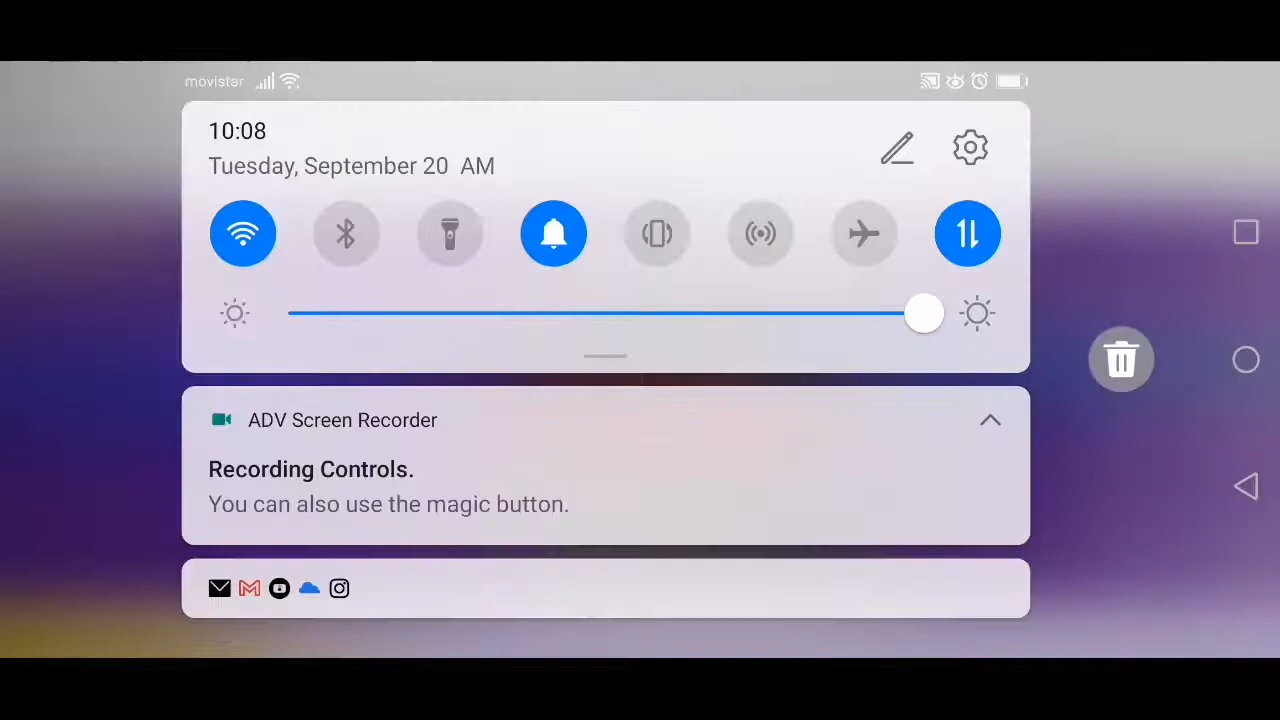 movistar
10:08
Tuesday, September 20 AM
ADV Screen Recorder
Recording Controls.
You can also use the magic button.